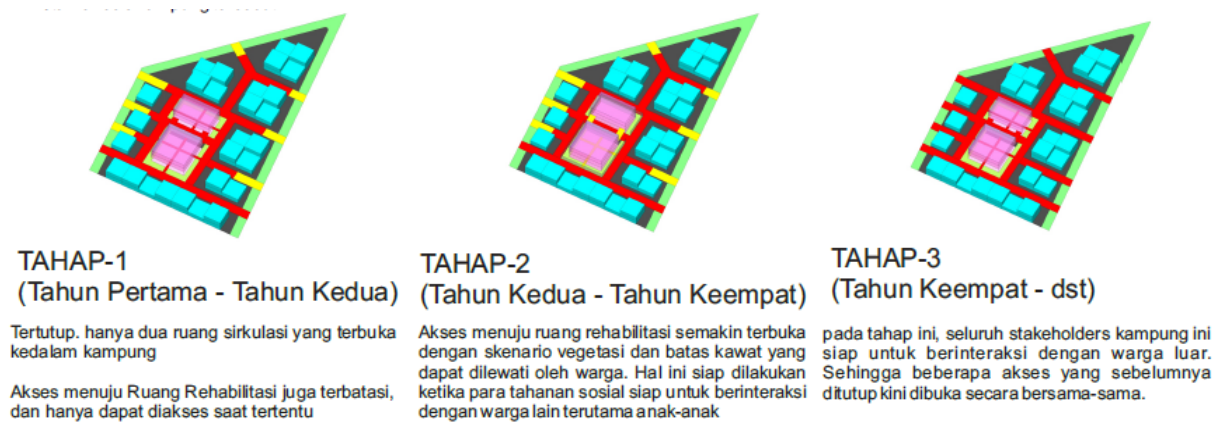 TAHAP-1
(Tahun Pertama - Tahun Kedua)
Tertutup. hanya dua ruang sirkulasi yang terbuka
kedalam kampung
Akses menuju Ruang Rehabilitasi juga terbatasi,
dan hanya dapat diakses saat tertentu
TAHAP-2
(Tahun Kedua - Tahun Keempat)
Akses menuju ruang rehabilitasi semakin terbuka
dengan skenario vegetasi dan batas kawat yang
dapat dilewati oleh warga. Hal ini siap dilakukan
ketika para tahanan sosial siap untuk berinteraksi
dengan warga lain terutama anak-anak
TAHAP-3
(Tahun Keempat - dst)
pada tahap ini, seluruh stakeholders kampung ini
siap untuk berinteraksi dengan warga luar.
Sehingga beberapa akses yang sebelumnya
ditutup kini dibuka secara bersama-sama.